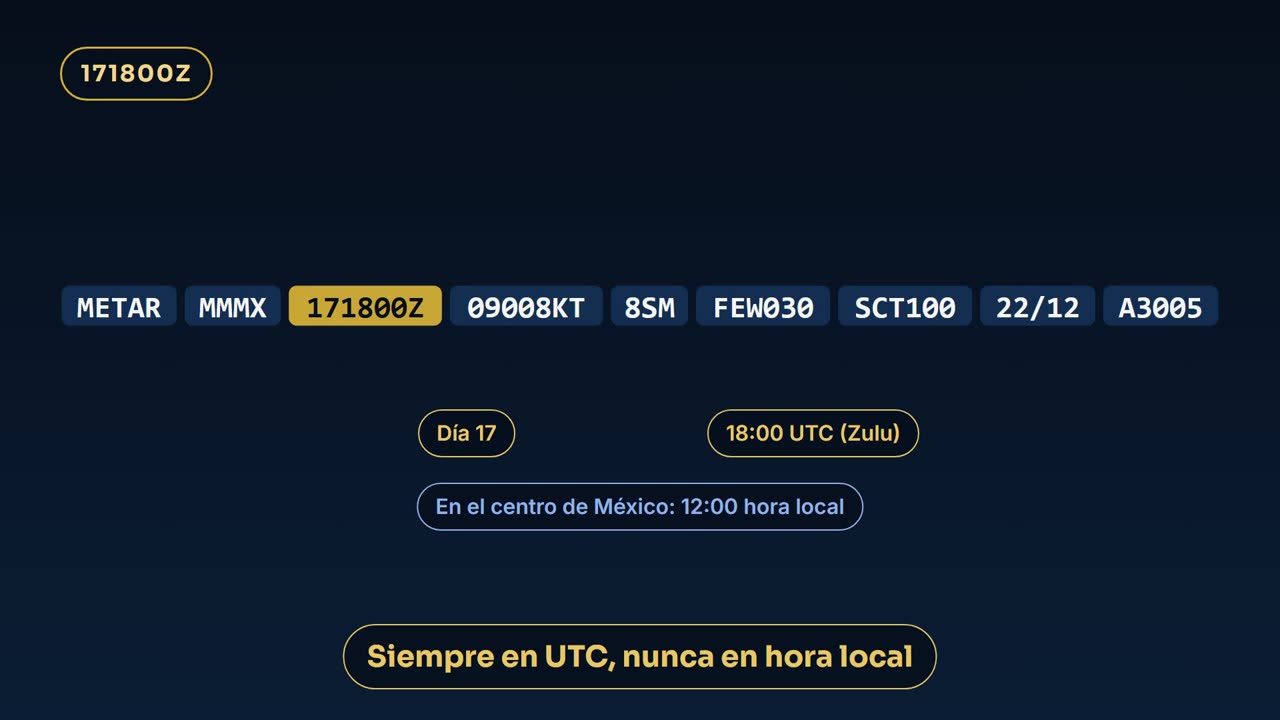 171800Z
METAR MMMX 171800Z 09008KT 8SM FEW030 SCT100 22/12 A3005
Día 17 18:00 UTC (Zulu)
En el centro de México: 12:00 hora local
Siempre en UTC, nunca en hora local